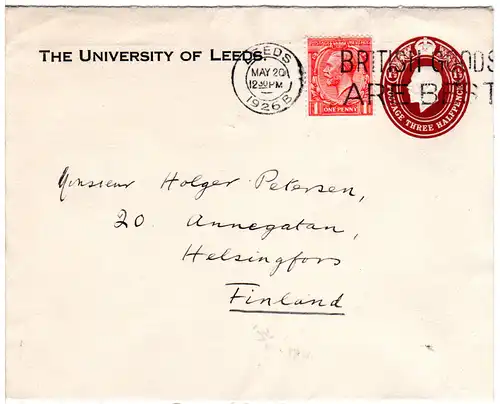 THE UNIVERSITY OF LEEDS.
LEEDS
MAY 20
12.30 PM
1926 B
ONE PENNY
BRITISH GOODS
ARE BEST
POSTAGE THREE HALFPENCE
Monsieur Holger Petersen,
20 Annegatan,
Helsingfors
Finland